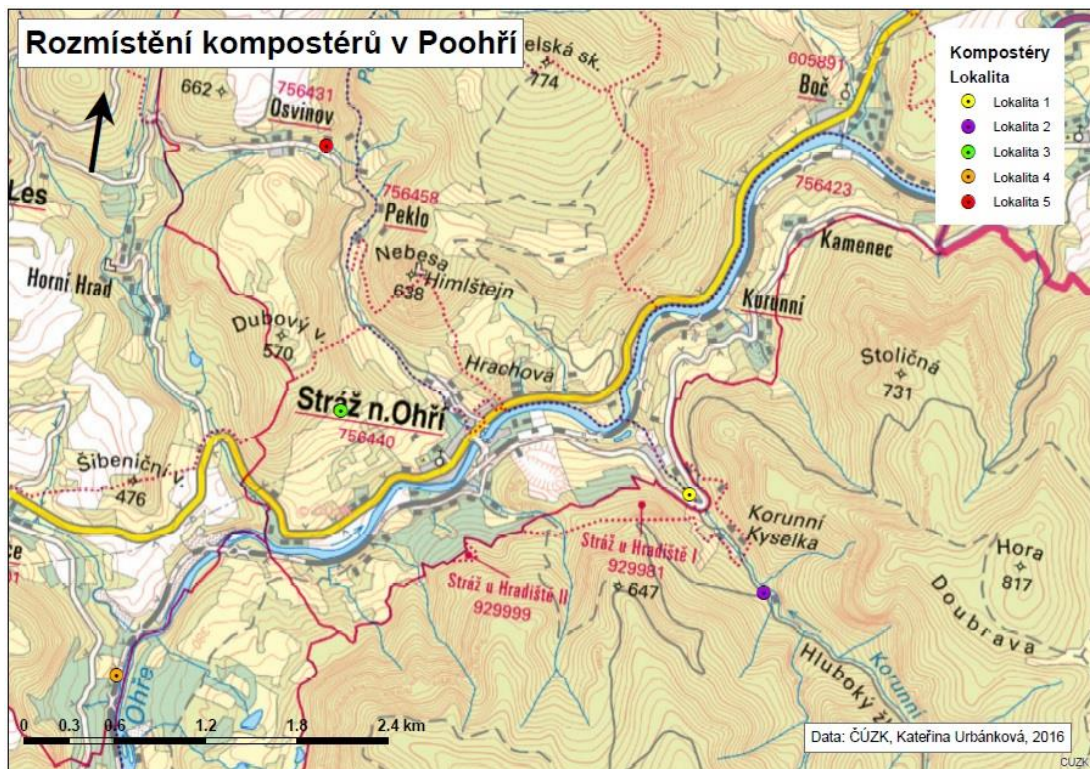 Rozmístění kompostérů v Poohří
Kompostéry
Lokalita
Lokalita 1
Lokalita 2
Lokalita 3
Lokalita 4
Lokalita 5
elská sk.
774
605891
Boč
662
756431
Osvinov
756423
Les
756458
Peklo
Kamenec
Nebesa
Himlštejn
638
Horní Hrad
Korunní
Dubový v.
570
Stoličná
731
Hrachová
Stráž n.Ohří
756440
Šibeniční v.
476
Korunní
Kyselka
Stráž u Hradiště I
929981
647
Stráž u Hradiště II
929999
Hora
817
Doubrava
Korunní
Hluboký
Ohře
0 0.3 0.6 1.2 1.8 2.4 km
Data: ČÚZK, Kateřina Urbánková, 2016
ČÚZK